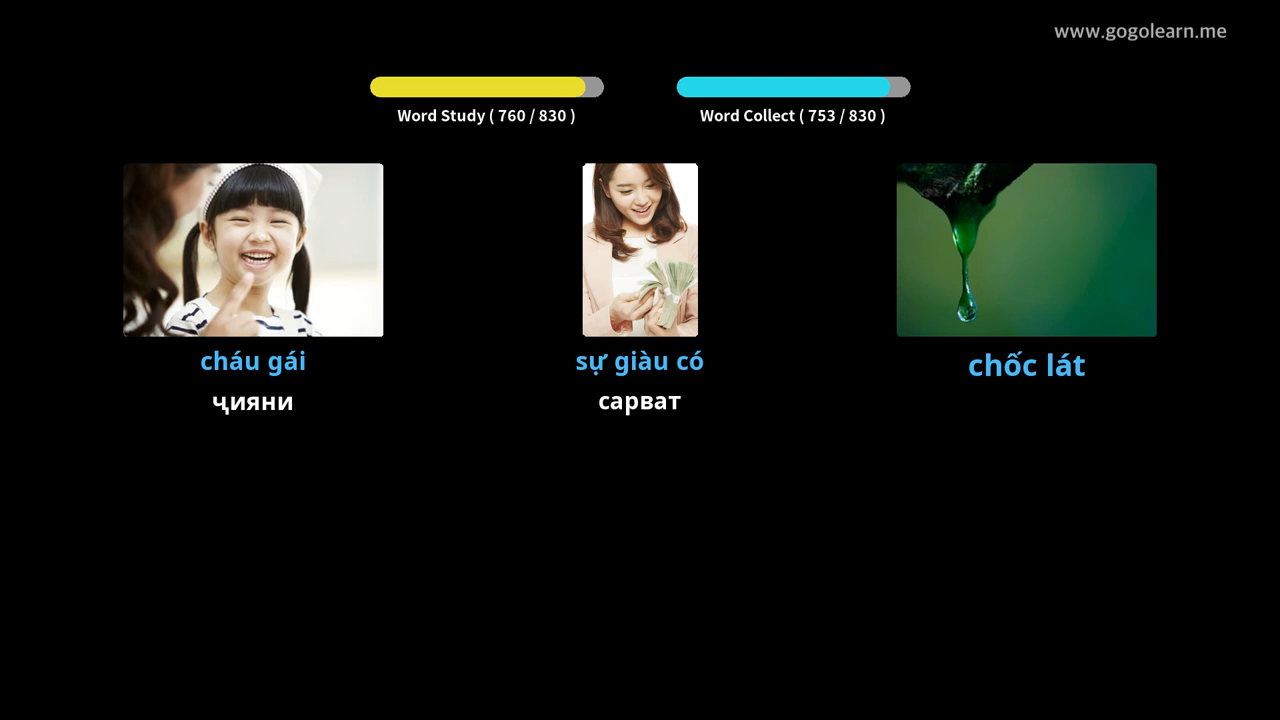 www.gogolearn.me
Word Study ( 760 / 830 )
Word Collect ( 753 / 830 )
cháu gái
sự giàu có
chốc lát
ҷияни
сарват